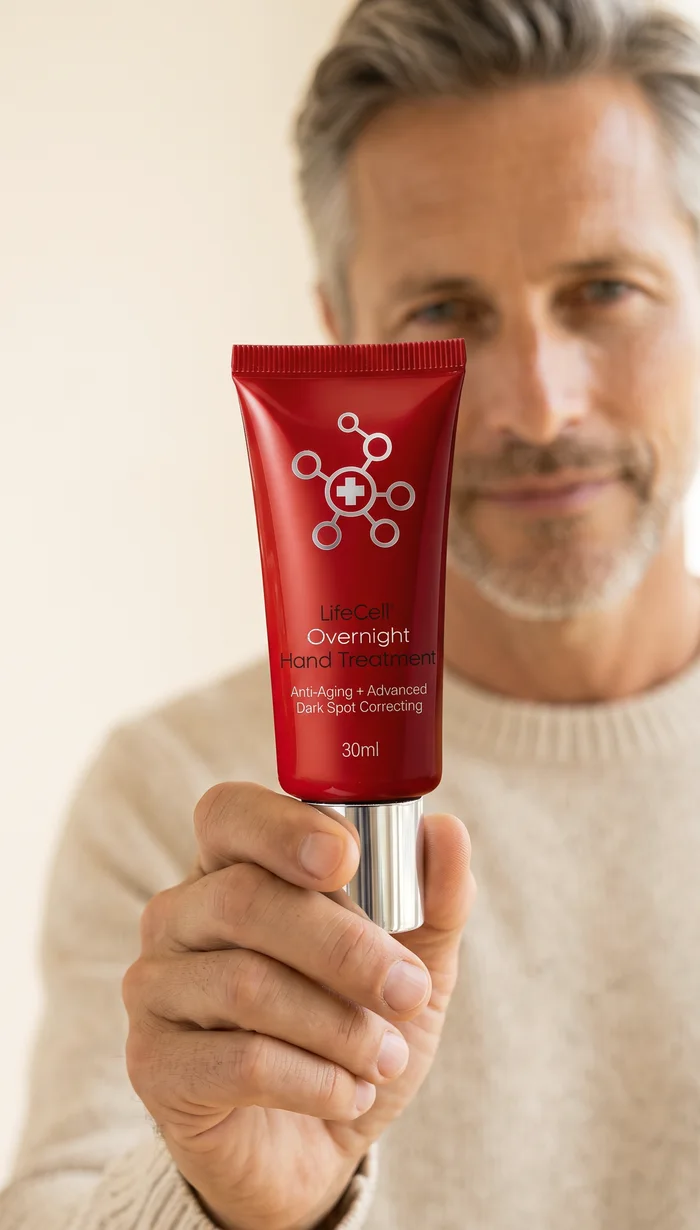 LifeCell®
Overnight
Hand Treatment
Anti-Aging + Advanced
Dark Spot Correcting
30ml